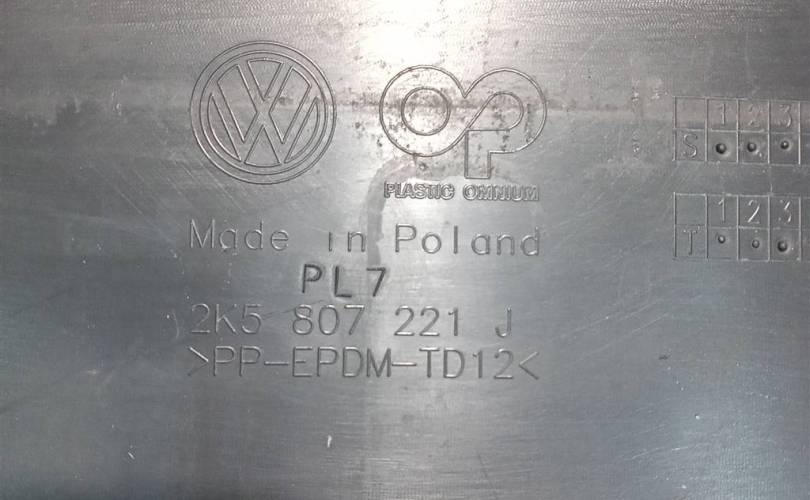 PLASTIC OMNIUM
Made in Poland
PL7
2K5 807 221 J
>PP-EPDM-TD12<
1 2 3
S
1 2 3
T